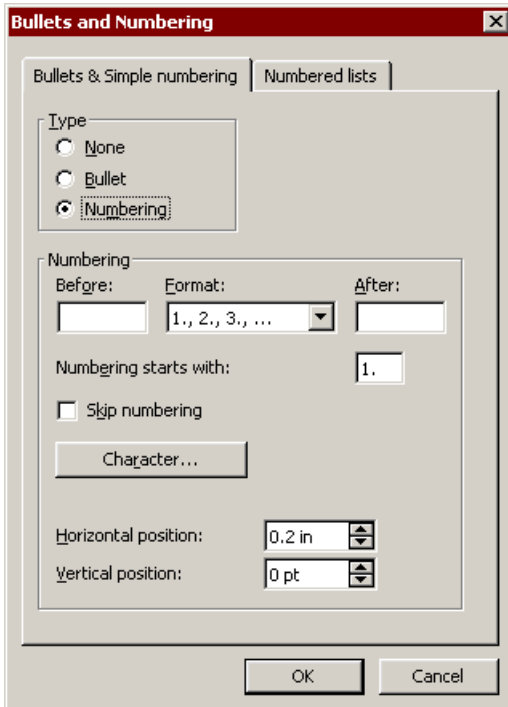 Bullets and Numbering
Bullets & Simple numbering Numbered lists
Type
None
Bullet
Numbering
Numbering
Before: Format: After:
1., 2., 3., ...
Numbering starts with: 1.
Skip numbering
Character...
Horizontal position: 0.2 in
Vertical position: 0 pt
OK Cancel